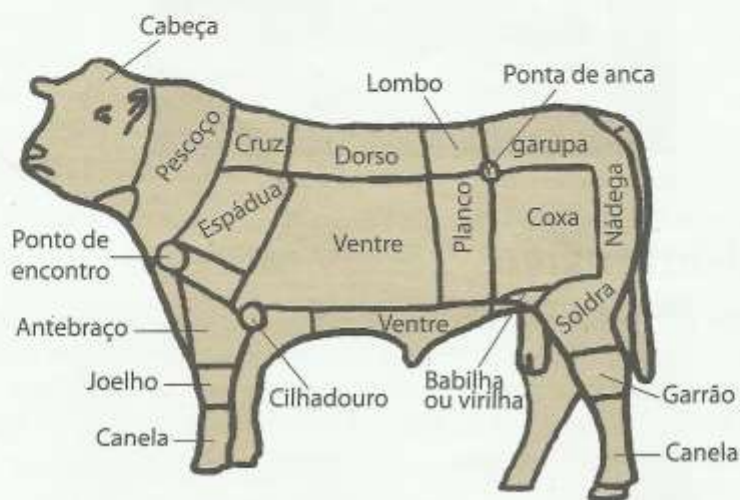 Cabeça
Lombo
Ponta de anca
Pescoço
Cruz
Dorso
garupa
Espádua
Ventre
Planco
Coxa
Nádega
Ponto de
encontro
Antebraço
Ventre
Soldra
Joelho
Cilhadouro
Babilha
ou virilha
Garrão
Canela
Canela